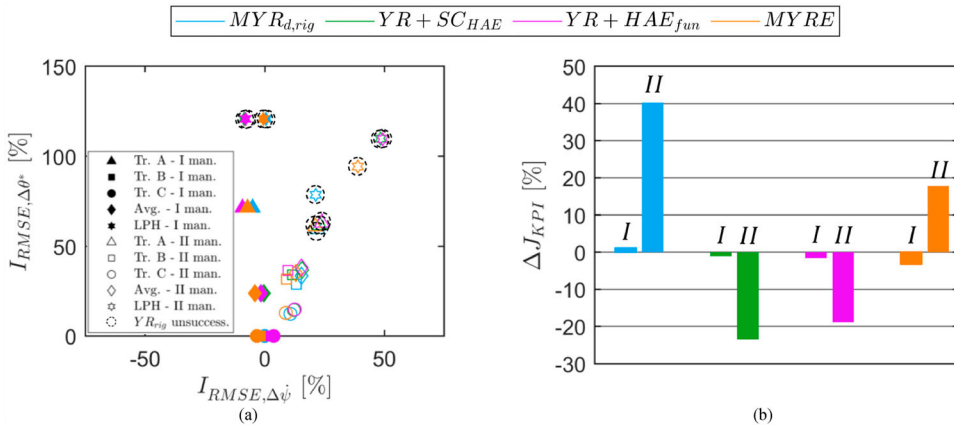 MYR_{d,rig} YR + SC_{HAE} YR + HAE_{fun} MYRE
150
100
50
0
-50 0 50
I_{RMSE,Δθ*} [%]
Tr. A - I man.
Tr. B - I man.
Tr. C - I man.
Avg. - I man.
LPH - I man.
Tr. A - II man.
Tr. B - II man.
Tr. C - II man.
Avg. - II man.
LPH - II man.
YR_{rig} unsuccess.
I_{RMSE,Δψ̇} [%]
(a)
50
40
30
20
10
0
-10
-20
-30
ΔJ_{KPI} [%]
I II
I II
I II
I II
(b)